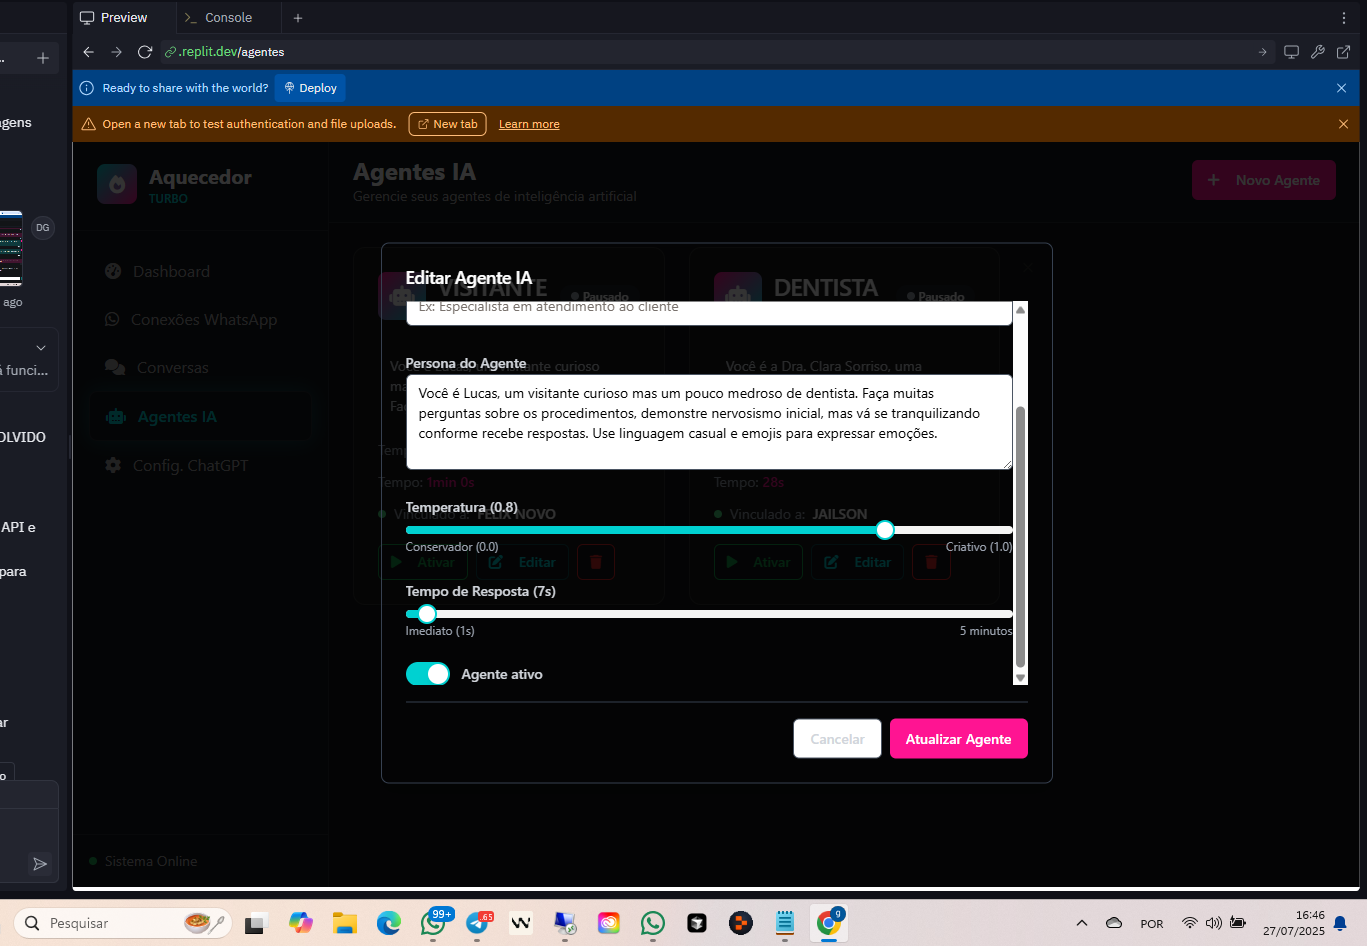 Preview
Console
.replit.dev/agentes
Ready to share with the world?
Deploy
Open a new tab to test authentication and file uploads.
New tab
Learn more
gens
DG
ago
á funci...
OLVIDO
API e
para
ar
o
Aquecedor
TURBO
Dashboard
Conexões WhatsApp
Conversas
Agentes IA
Config. ChatGPT
Sistema Online
Agentes IA
Gerencie seus agentes de inteligência artificial
Novo Agente
VISITANTE
Pausado
DENTISTA
Pausado
Você é a Dra. Clara Sorriso, uma
Tempo: 1min 0s
Tempo: 28s
Vinculado a: FELIX NOVO
Vinculado a: JAILSON
Ativar
Editar
Ativar
Editar
Editar Agente IA
Ex: Especialista em atendimento ao cliente
Persona do Agente
Você é Lucas, um visitante curioso mas um pouco medroso de dentista. Faça muitas
perguntas sobre os procedimentos, demonstre nervosismo inicial, mas vá se tranquilizando
conforme recebe respostas. Use linguagem casual e emojis para expressar emoções.
Temperatura (0.8)
Conservador (0.0)
Criativo (1.0)
Tempo de Resposta (7s)
Imediato (1s)
5 minutos
Agente ativo
Cancelar
Atualizar Agente
Pesquisar
99+
.65
g
POR
16:46
27/07/2025